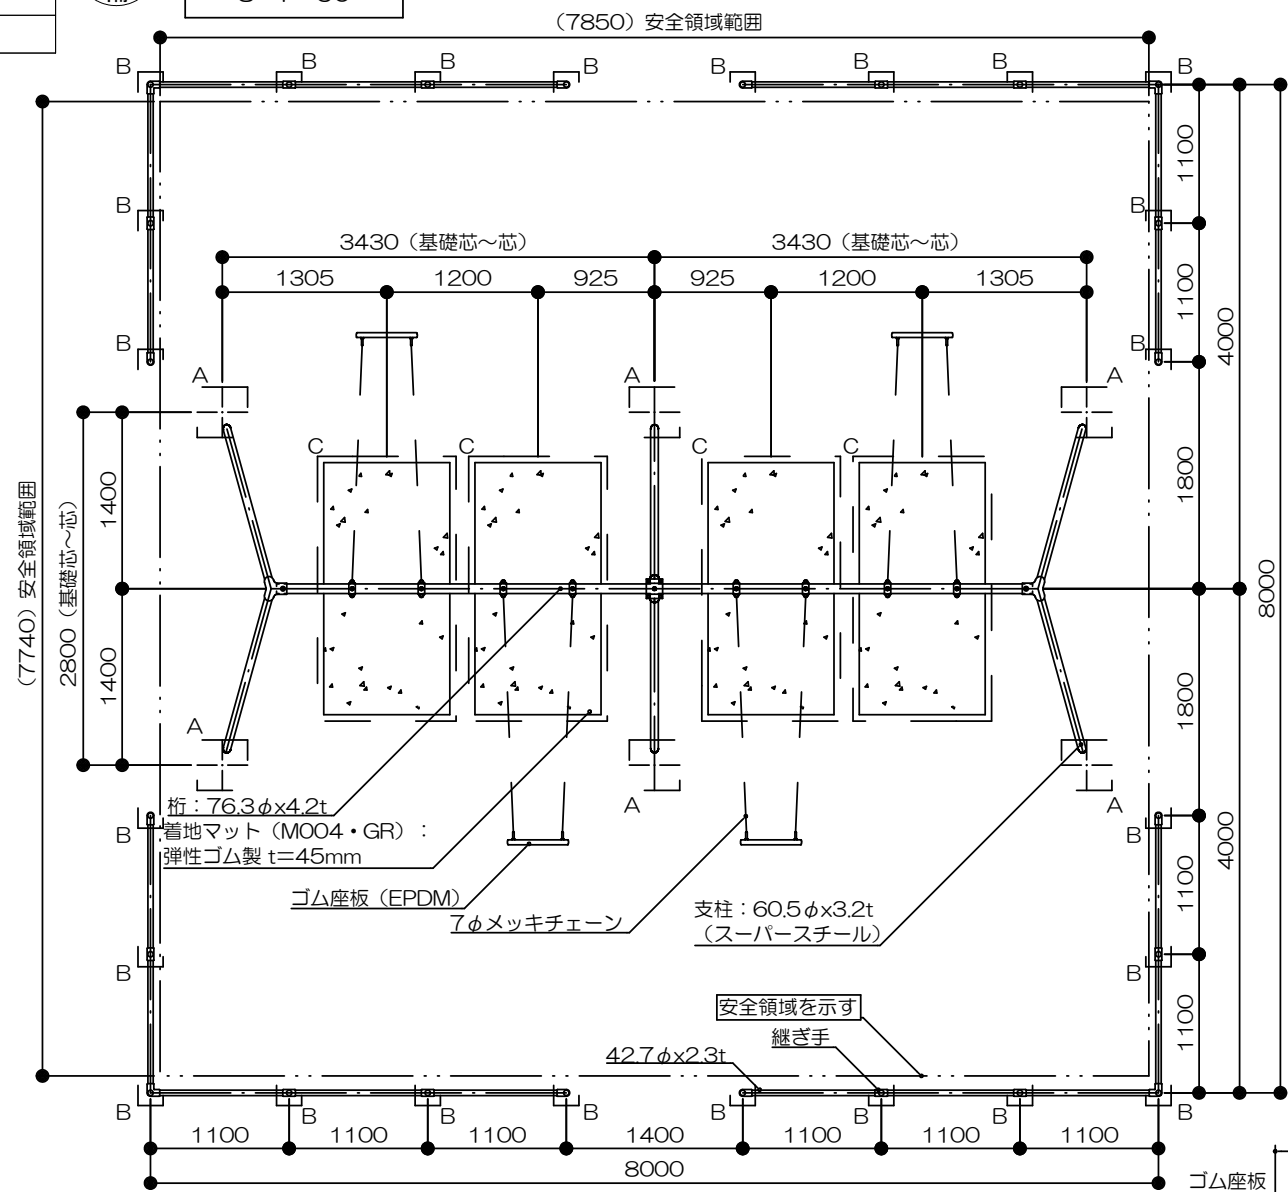 (7850) 安全領域範囲
B
B
B
B
B
B
B
B
1100
B
B
3430 (基礎芯~芯)
3430 (基礎芯~芯)
1305
1200
925
925
1200
1305
1100
4000
B
B
A
A
A
C
C
C
C
(7740) 安全領域範囲
2800 (基礎芯~芯)
1400
1400
1800
8000
1800
A
A
A
桁:76.3φx4.2t
着地マット(M004・GR):
弾性ゴム製 t=45mm
ゴム座板(EPDM)
7φメッキチェーン
支柱:60.5φx3.2t
(スーパースチール)
B
B
4000
1100
B
B
安全領域を示す
継ぎ手
42.7φx2.3t
1100
B
B
B
B
B
B
B
B
1100
1100
1100
1400
1100
1100
1100
8000
ゴム座板